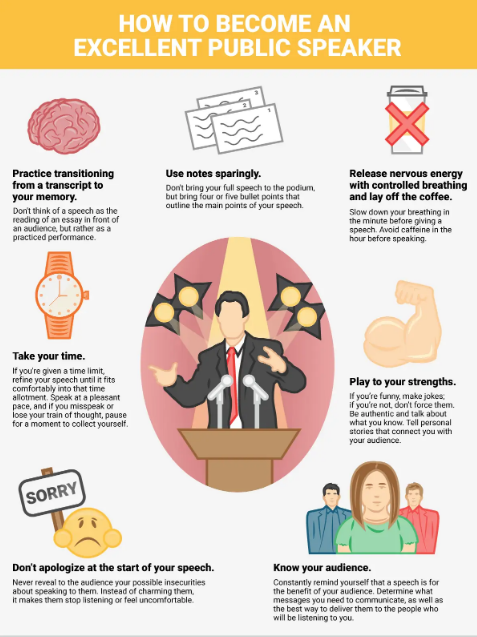 HOW TO BECOME AN
EXCELLENT PUBLIC SPEAKER
3
2
1
Practice transitioning
from a transcript to
your memory.
Don't think of a speech as the
reading of an essay in front of
an audience, but rather as a
practiced performance.
Use notes sparingly.
Don't bring your full speech to the podium,
but bring four or five bullet points that
outline the main points of your speech.
Release nervous energy
with controlled breathing
and lay off the coffee.
Slow down your breathing in
the minute before giving a
speech. Avoid caffeine in the
hour before speaking.
Take your time.
If you're given a time limit,
refine your speech until it fits
comfortably into that time
allotment. Speak at a pleasant
pace, and if you misspeak or
lose your train of thought, pause
for a moment to collect yourself.
Play to your strengths.
If you're funny, make jokes;
if you're not, don't force them.
Be authentic and talk about
what you know. Tell personal
stories that connect you with
your audience.
SORRY
Don't apologize at the start of your speech.
Never reveal to the audience your possible insecurities
about speaking to them. Instead of charming them,
it makes them stop listening or feel uncomfortable.
Know your audience.
Constantly remind yourself that a speech is for
the benefit of your audience. Determine what
messages you need to communicate, as well as
the best way to deliver them to the people who
will be listening to you.